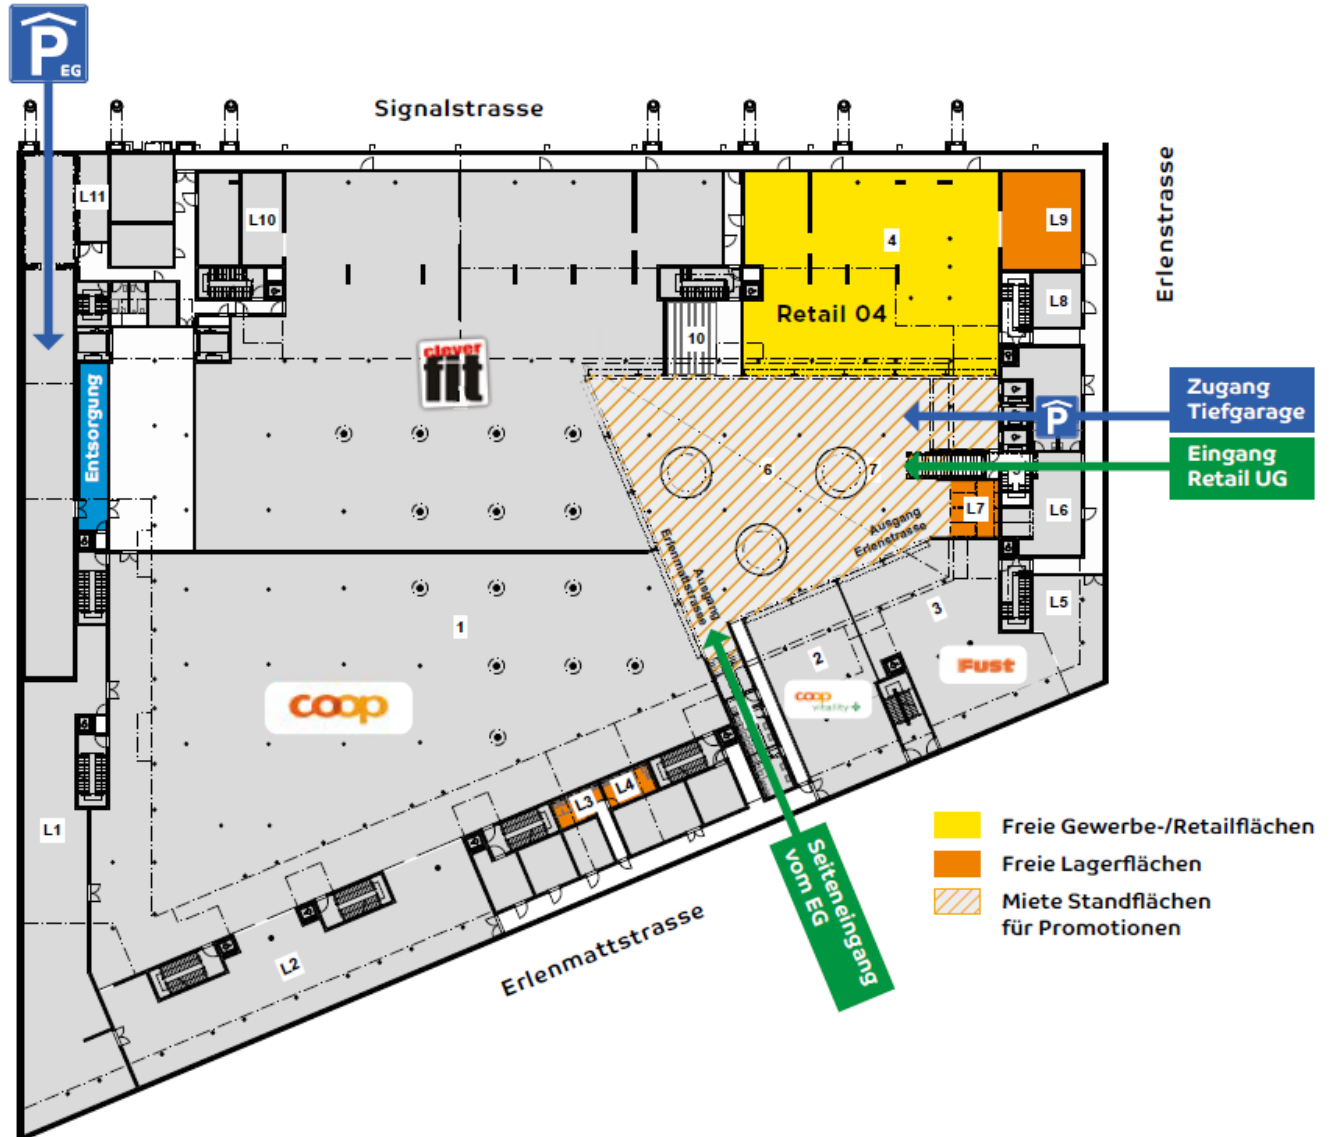 P
EG
Signalstrasse
Erlenstrasse
L11
L10
L9
4
L8
Retail 04
10
clever
fit
Entsorgung
P
Zugang
Tiefgarage
Eingang
Retail UG
6
7
L7
L6
Ausgang
Erlenstrasse
Ausgang
Erlenmattstrasse
L5
1
2
3
Fust
coop
coop
vitality
L3
L4
L1
L2
Seiteneingang
vom EG
Erlenmattstrasse
Freie Gewerbe-/Retailflächen
Freie Lagerflächen
Miete Standflächen
für Promotionen